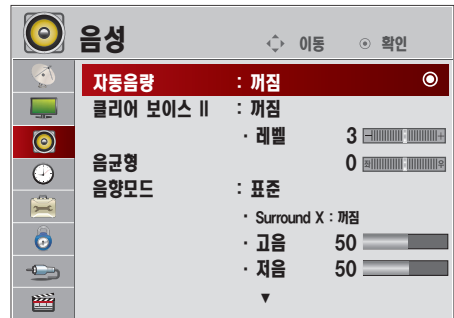 음성 이동 확인
자동음량 : 꺼짐
클리어 보이스 II : 꺼짐
· 레벨 3 - +
음균형 0 좌 우
음향모드 : 표준
· Surround X : 꺼짐
· 고음 50
· 저음 50
▼